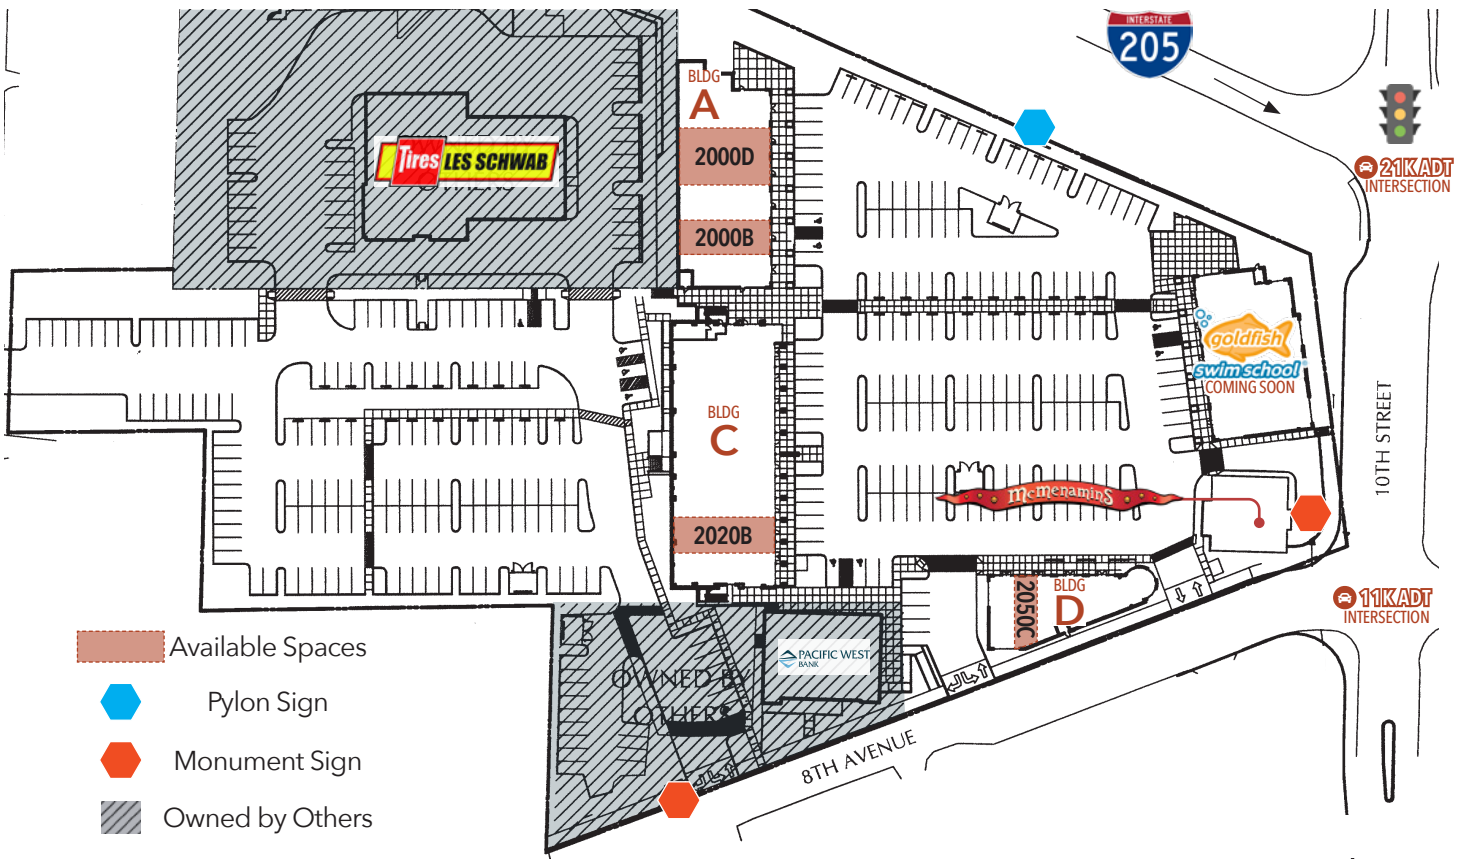 INTERSTATE
205
BLDG
A
2000D
2000B
Tires LES SCHWAB
21K ADT
INTERSECTION
goldfish
swim school
COMING SOON
BLDG
C
2020B
10TH STREET
McMenamins
2050C
BLDG
D
11K ADT
INTERSECTION
PACIFIC WEST
BANK
OWNED BY
OTHERS
8TH AVENUE
Available Spaces
Pylon Sign
Monument Sign
Owned by Others